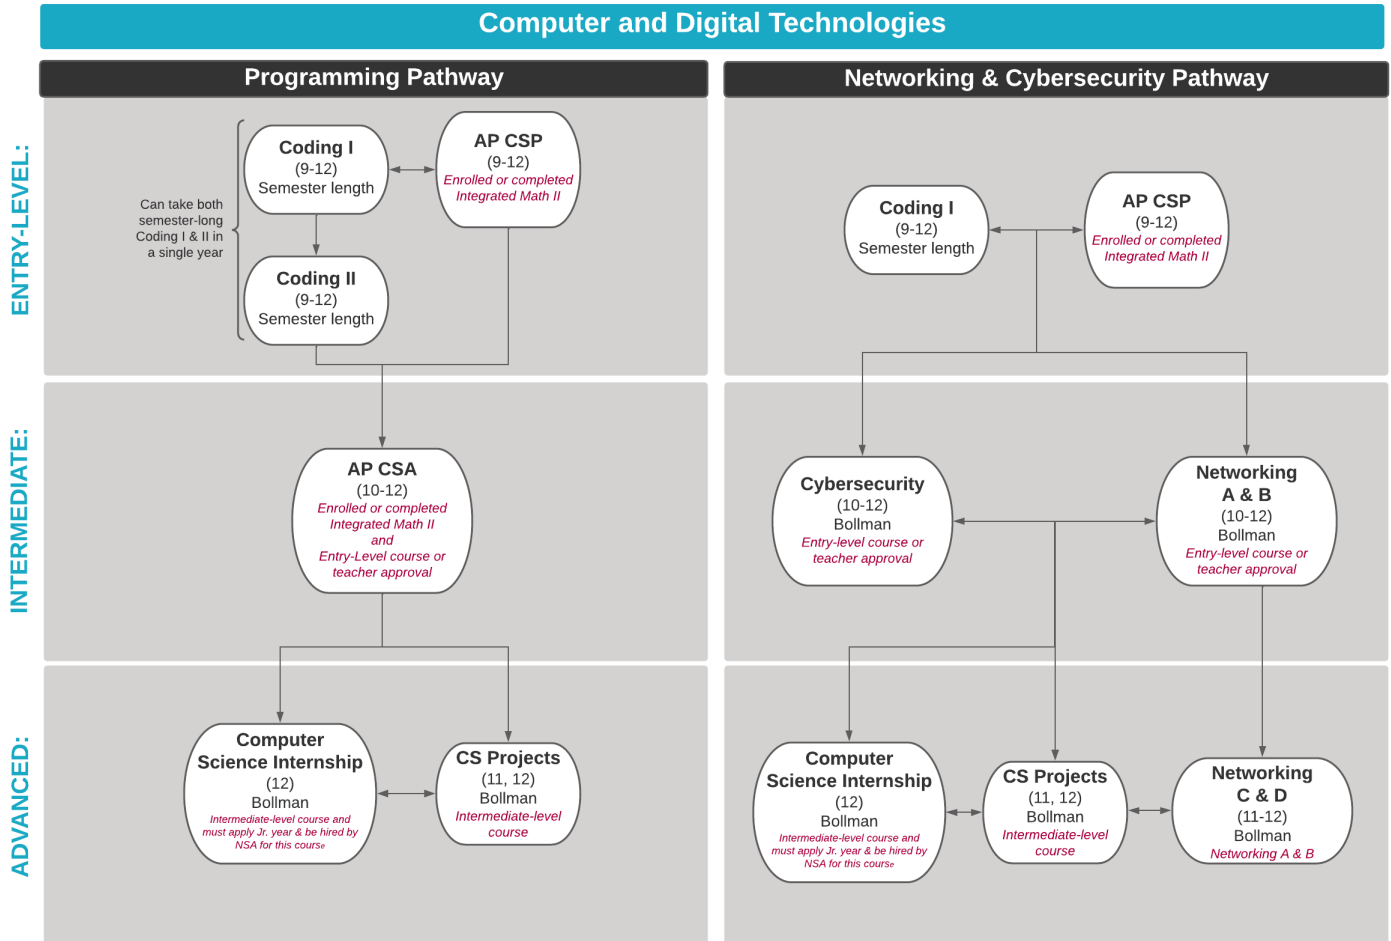 Computer and Digital Technologies
Programming Pathway
Networking & Cybersecurity Pathway
ENTRY-LEVEL:
Can take both
semester-long
Coding I & II in
a single year
Coding I
(9-12)
Semester length
AP CSP
(9-12)
Enrolled or completed
Integrated Math II
Coding II
(9-12)
Semester length
Coding I
(9-12)
Semester length
AP CSP
(9-12)
Enrolled or completed
Integrated Math II
INTERMEDIATE:
AP CSA
(10-12)
Enrolled or completed
Integrated Math II
and
Entry-Level course or
teacher approval
Cybersecurity
(10-12)
Bollman
Entry-level course or
teacher approval
Networking
A & B
(10-12)
Bollman
Entry-level course or
teacher approval
ADVANCED:
Computer
Science Internship
(12)
Bollman
Intermediate-level course and
must apply Jr. year & be hired by
NSA for this course
CS Projects
(11, 12)
Bollman
Intermediate-level
course
Computer
Science Internship
(12)
Bollman
Intermediate-level course and
must apply Jr. year & be hired by
NSA for this course
CS Projects
(11, 12)
Bollman
Intermediate-level
course
Networking
C & D
(11-12)
Bollman
Networking A & B